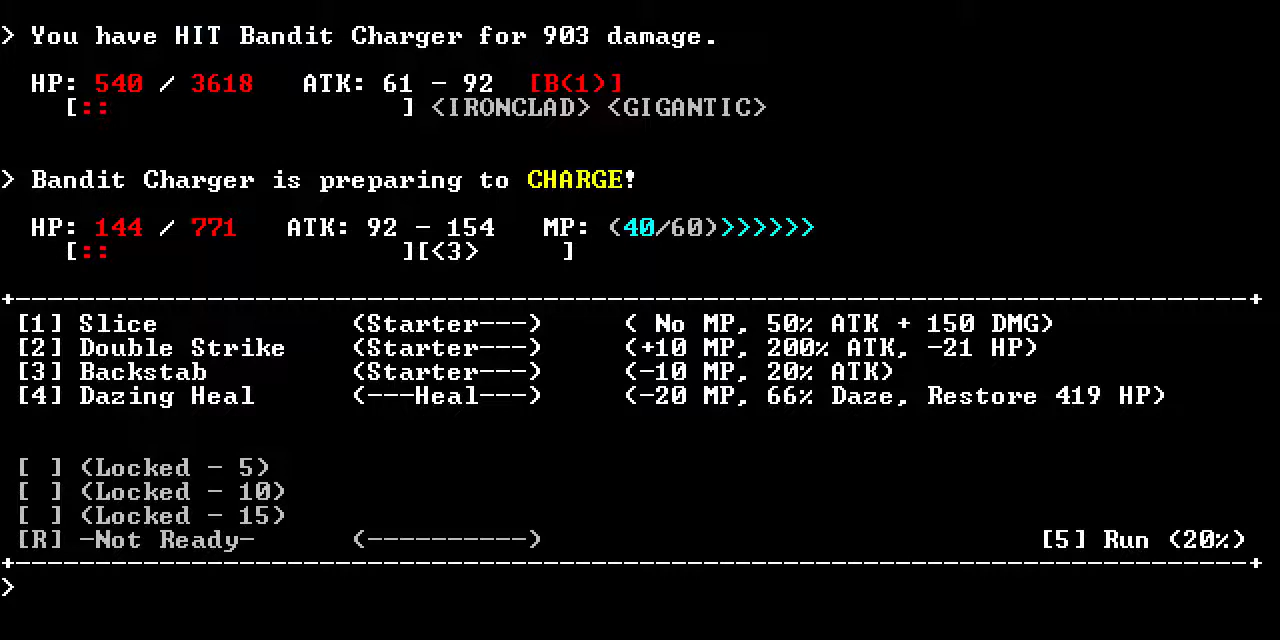 > You have HIT Bandit Charger for 903 damage.
HP: 540 / 3618 ATK: 61 - 92 [B(1)]
[:: ] <IRONCLAD> <GIGANTIC>
> Bandit Charger is preparing to CHARGE!
HP: 144 / 771 ATK: 92 - 154 MP: (40/60)>>>>>>
[:: ][<3> ]
+------------------------------------------------------------------------------+
[1] Slice (Starter---) ( No MP, 50% ATK + 150 DMG)
[2] Double Strike (Starter---) (+10 MP, 200% ATK, -21 HP)
[3] Backstab (Starter---) (-10 MP, 20% ATK)
[4] Dazing Heal (---Heal---) (-20 MP, 66% Daze, Restore 419 HP)
[ ] (Locked - 5)
[ ] (Locked - 10)
[ ] (Locked - 15)
[R] -Not Ready- (----------) [5] Run (20%)
+------------------------------------------------------------------------------+
>